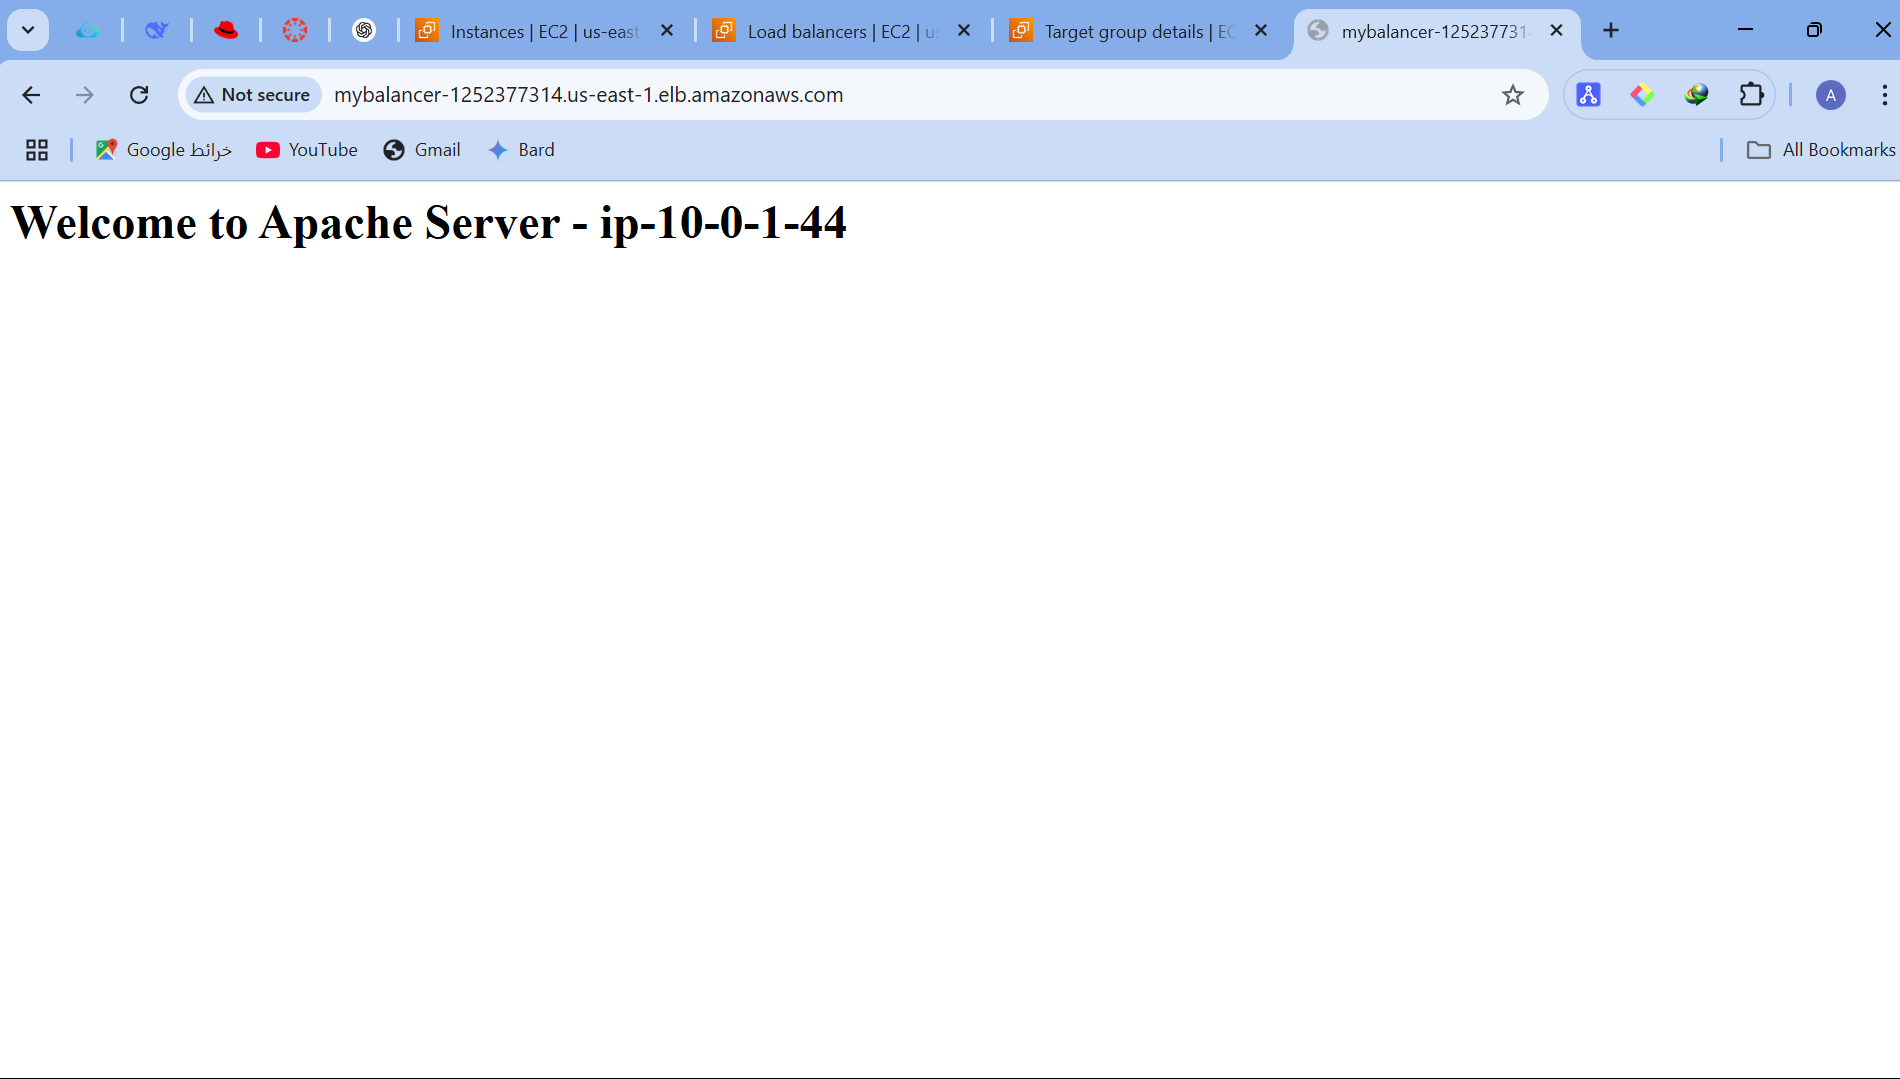 Instances | EC2 | us-east
Load balancers | EC2 | us
Target group details | EC
mybalancer-1252377314
Not secure
mybalancer-1252377314.us-east-1.elb.amazonaws.com
A
Google خرائط
YouTube
Gmail
Bard
All Bookmarks
Welcome to Apache Server - ip-10-0-1-44